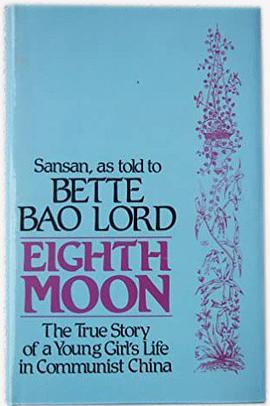 Sansan, as told to
BETTE
BAO LORD
EIGHTH
MOON
The True Story
of a Young Girl's Life
in Communist China